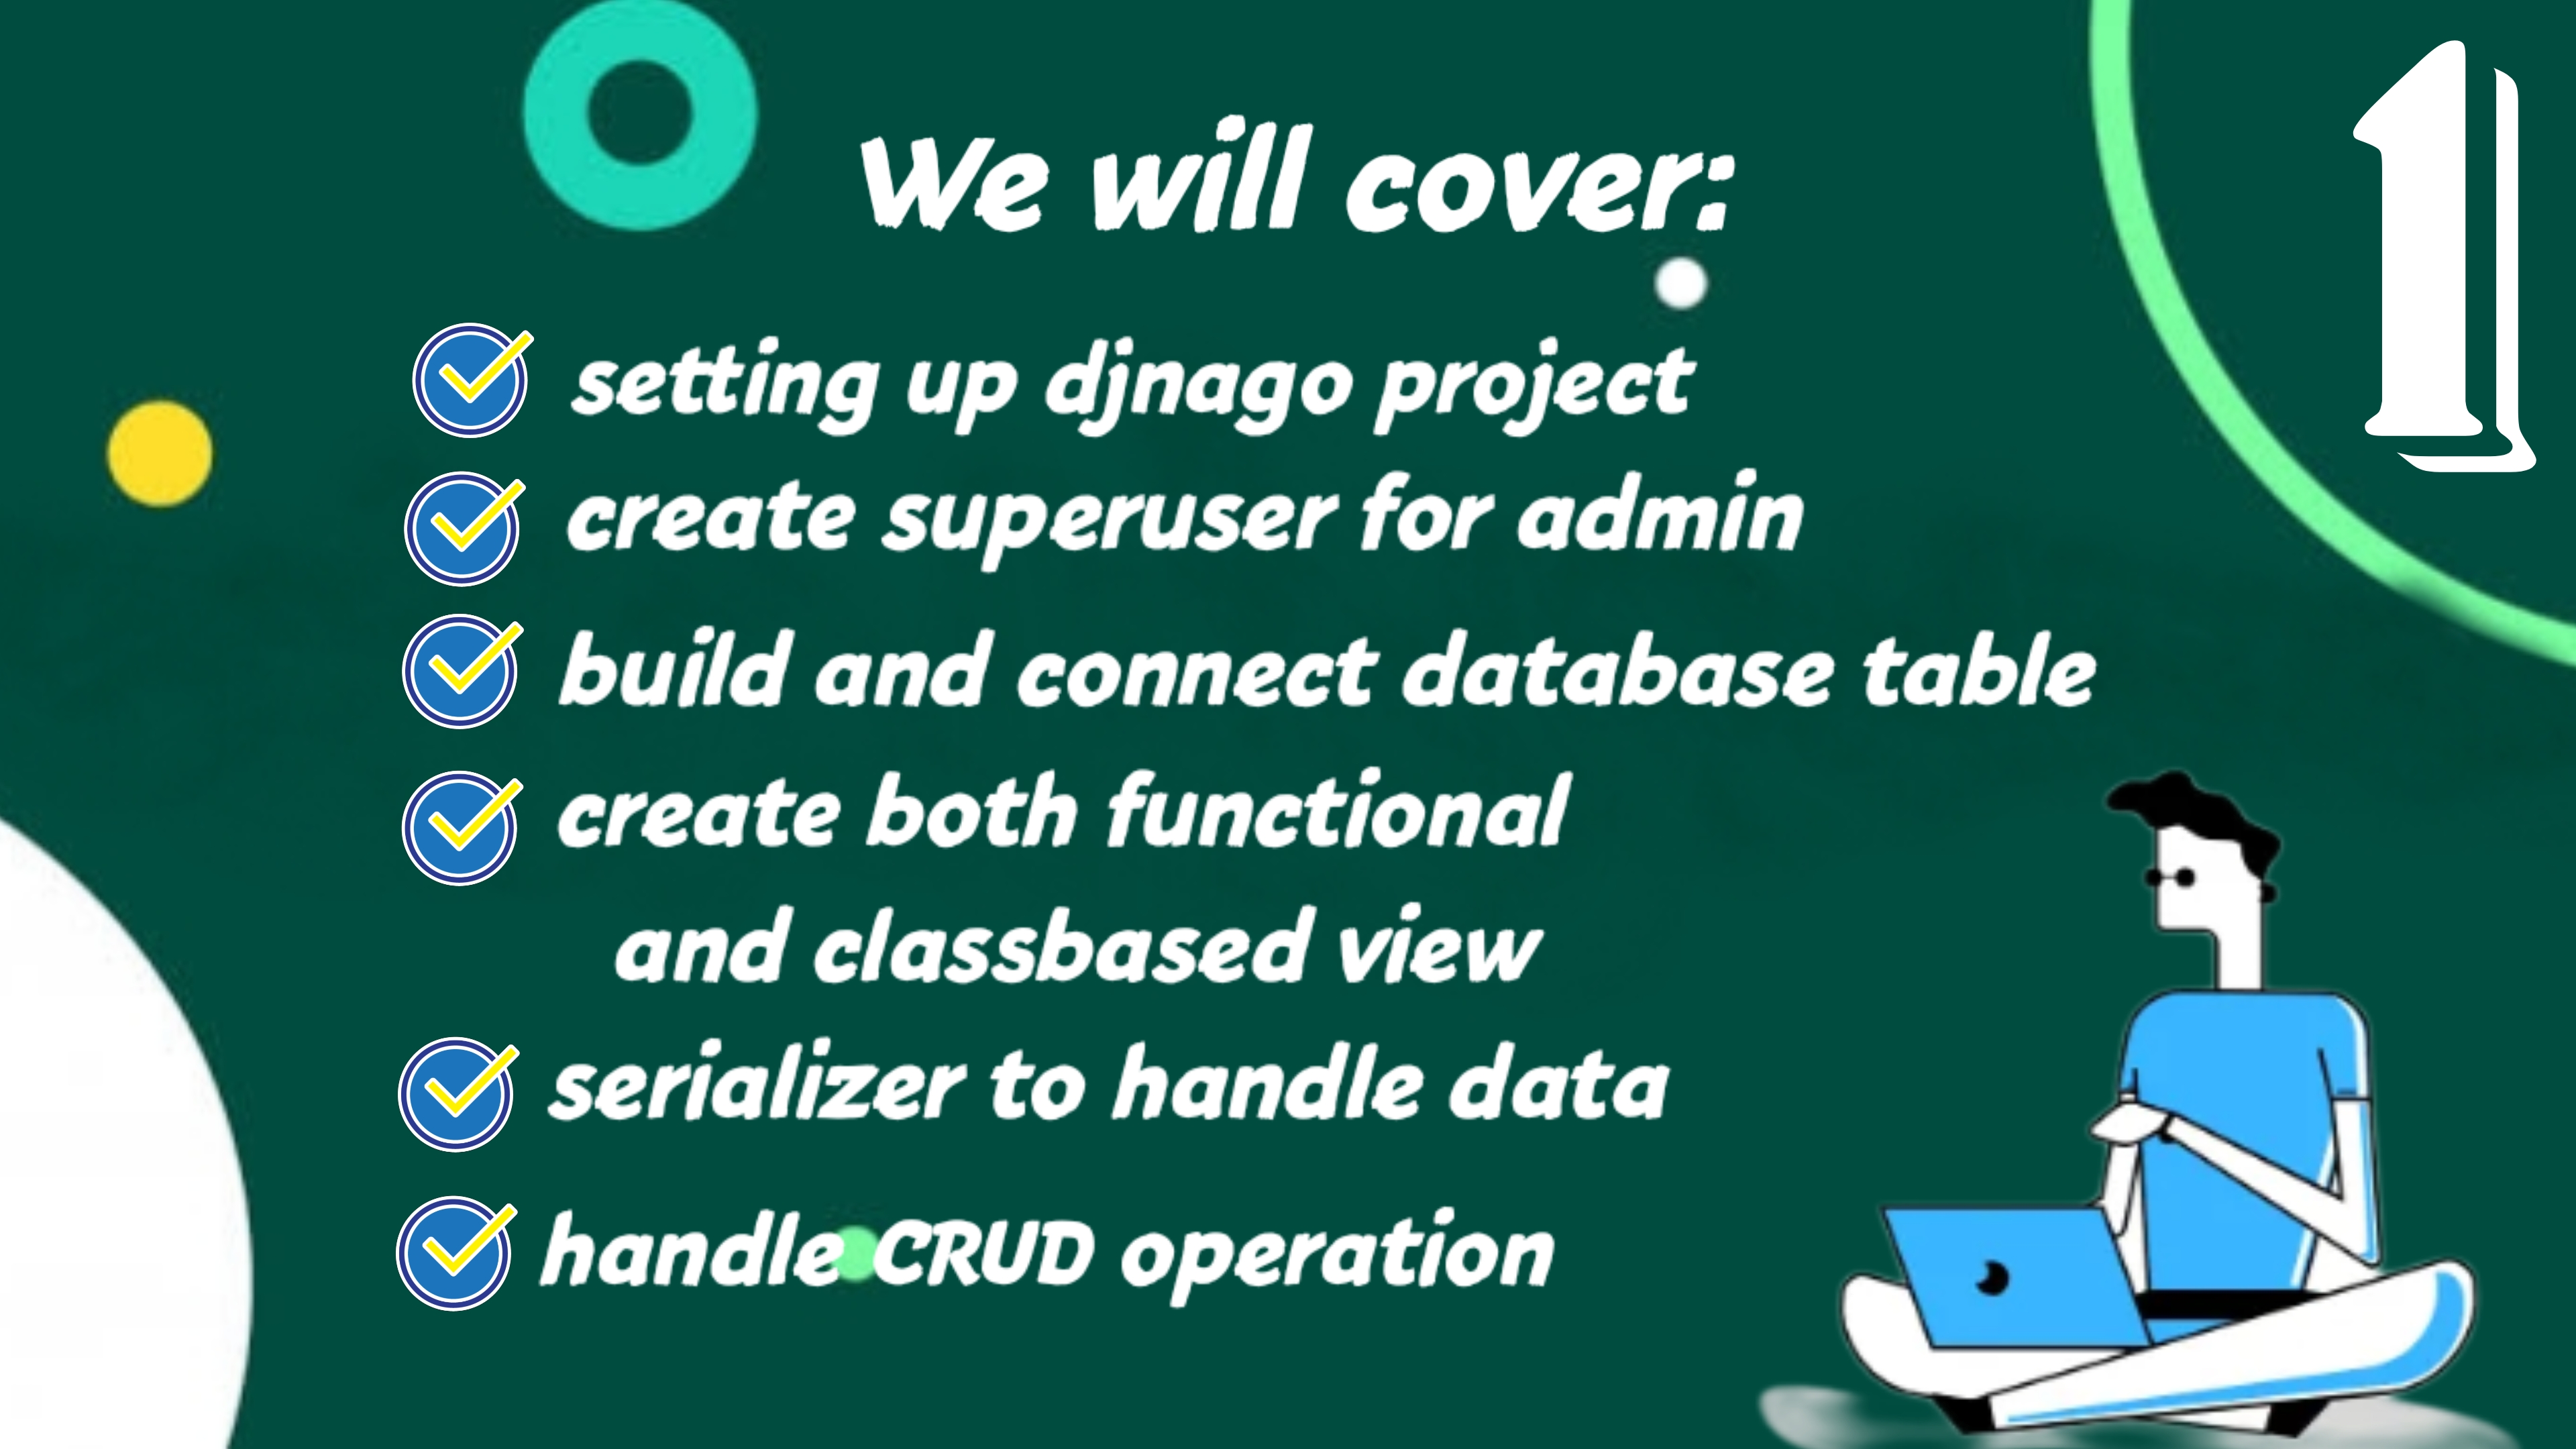 1
We will cover:
setting up djnago project
create superuser for admin
build and connect database table
create both functional
and classbased view
serializer to handle data
handle CRUD operation